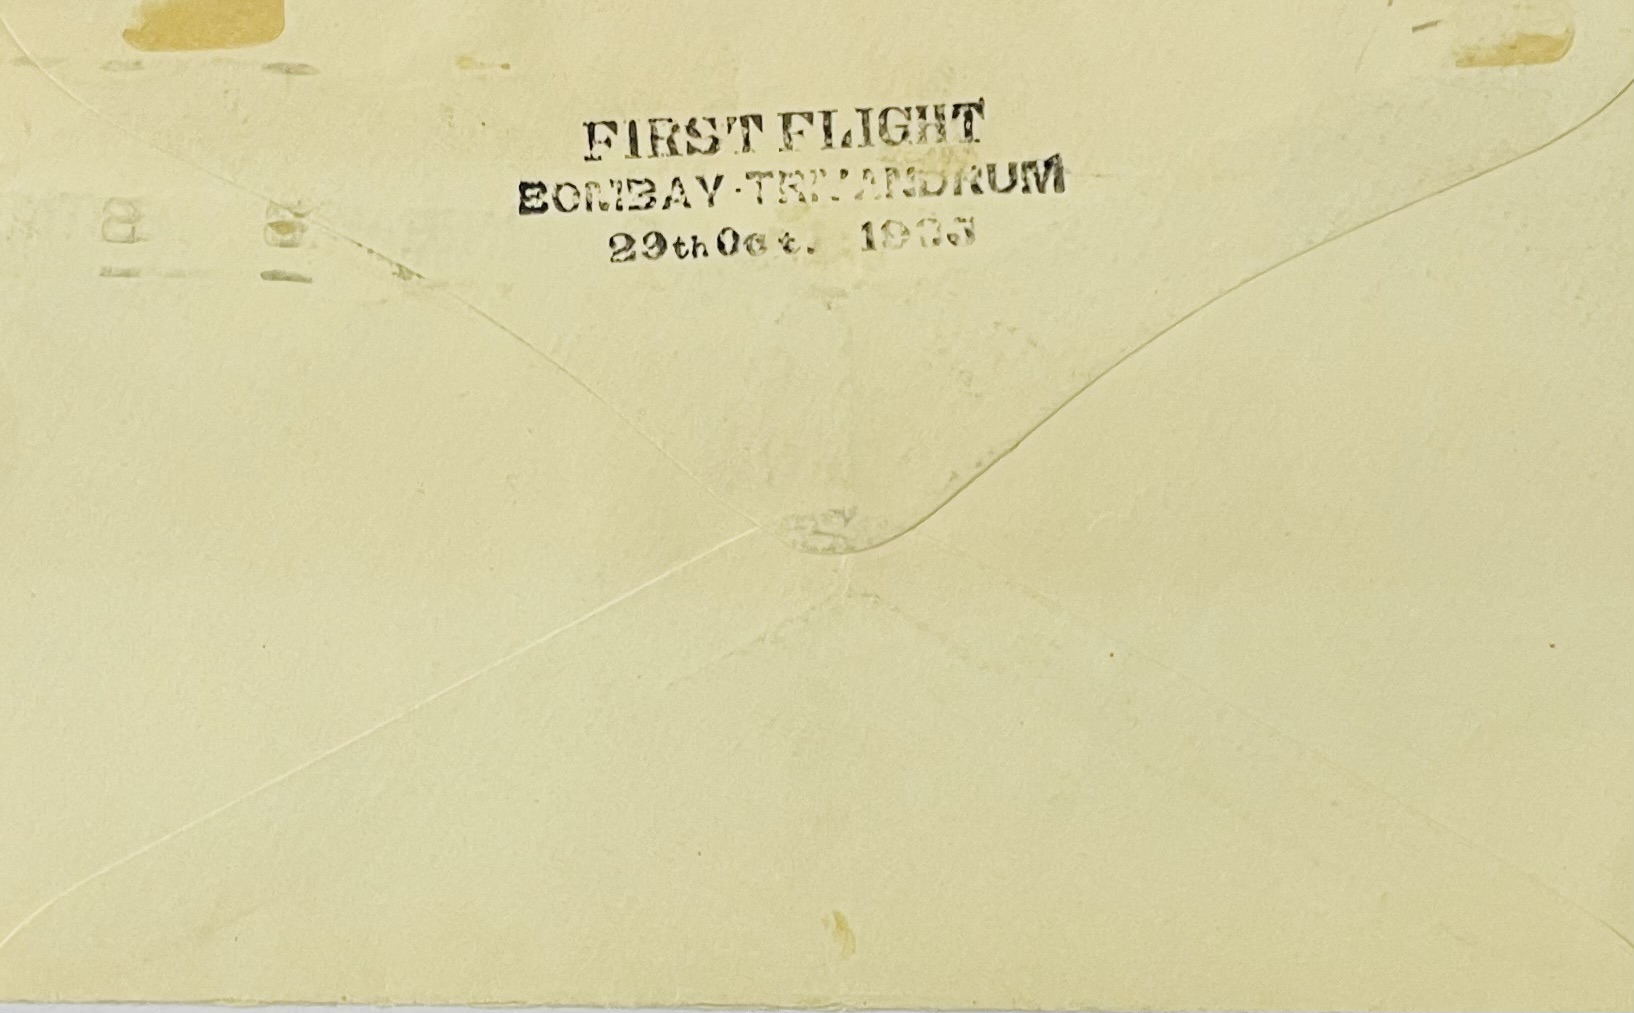 FIRST FLIGHT
BOMBAY-TRIVANDRUM
29th Oct. 1935